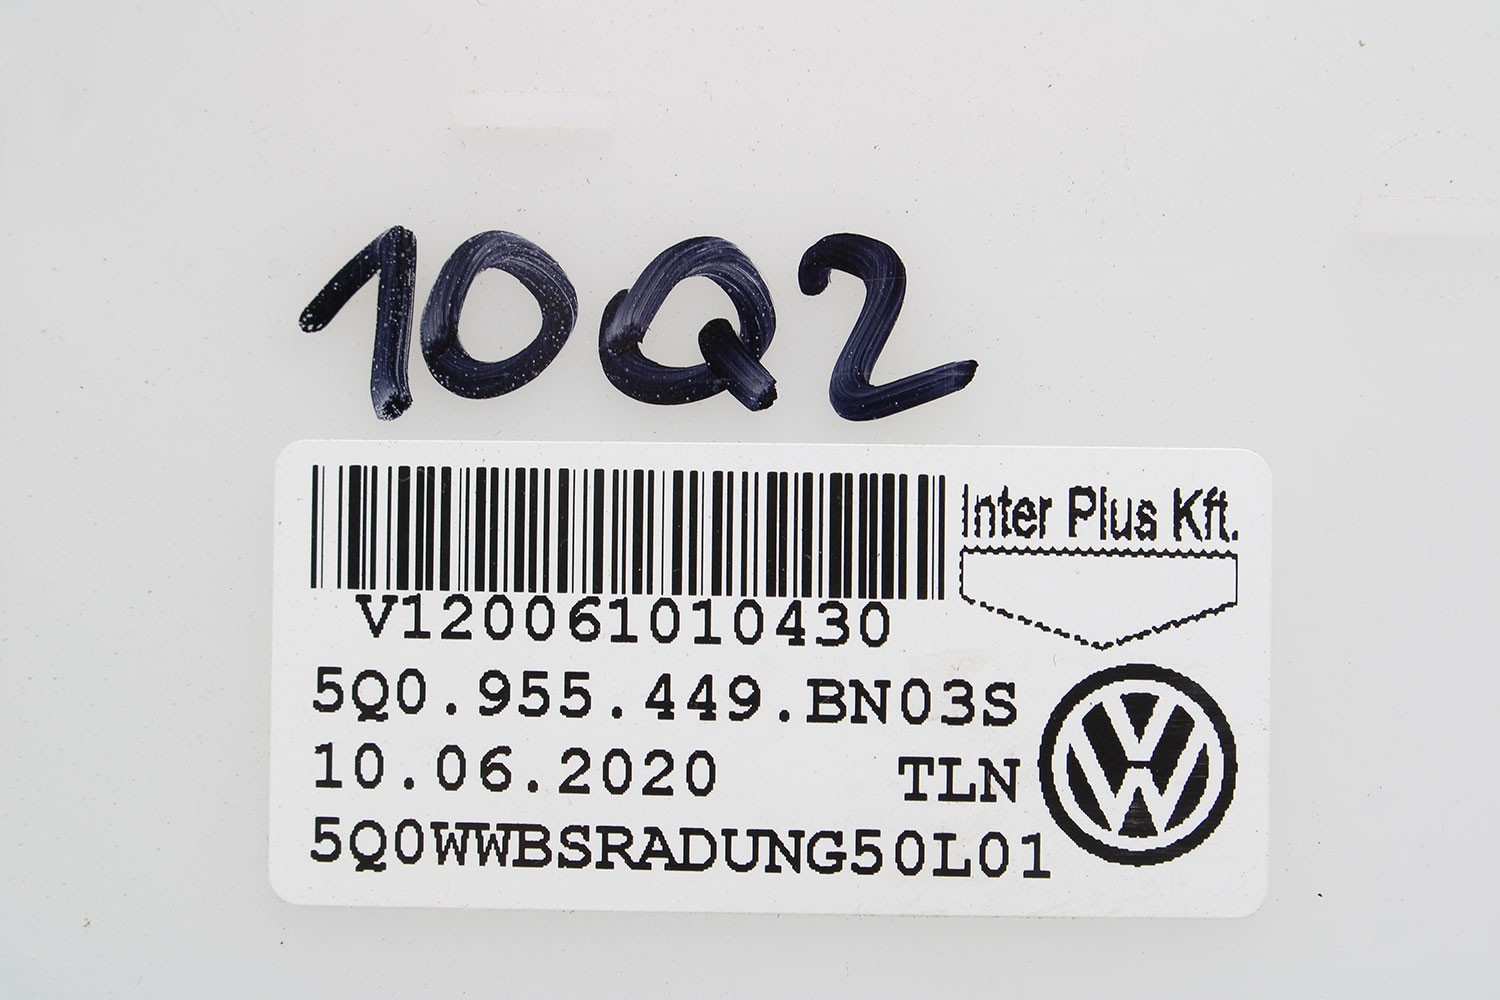 10Q2
Inter Plus Kft.
V120061010430
5Q0.955.449.BN03S
10.06.2020 TLN
5Q0WWBSRADUNG50L01